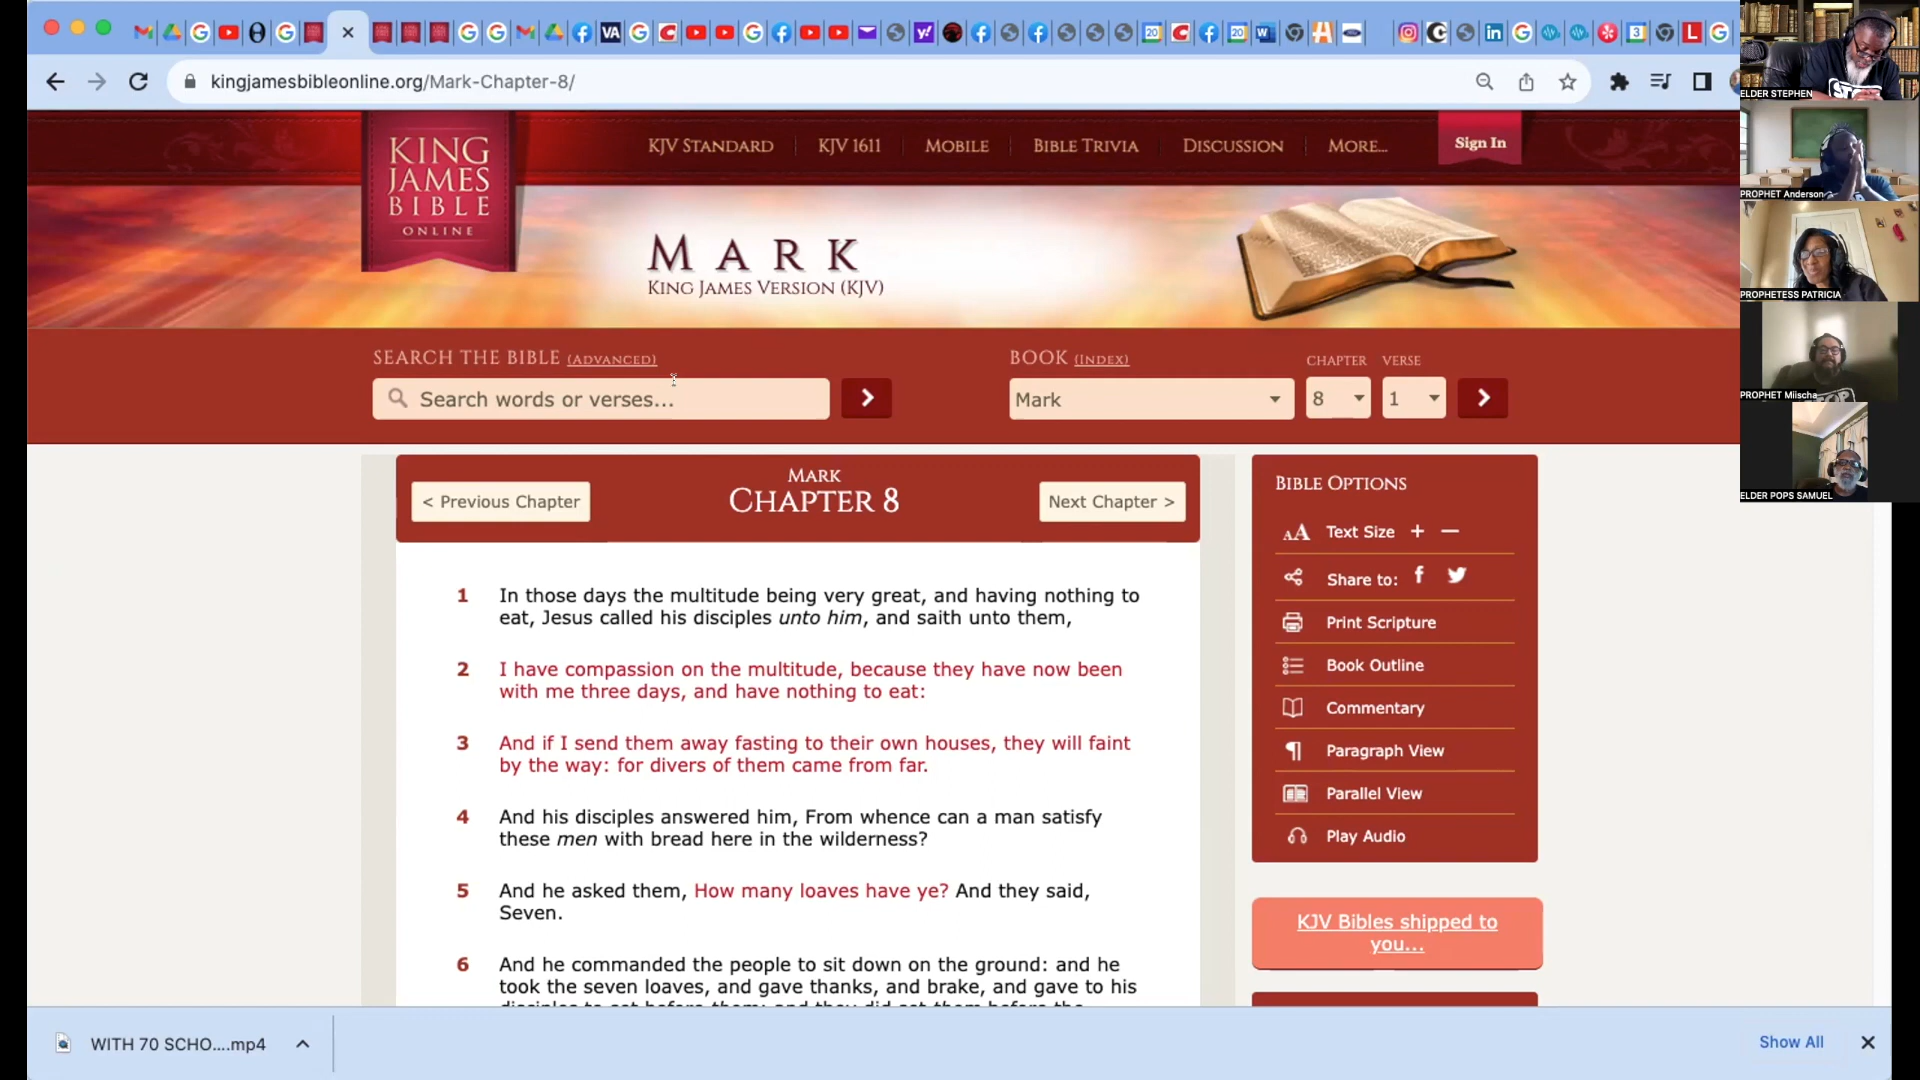 kingjamesbibleonline.org/Mark-Chapter-8/
KING
JAMES
BIBLE
ONLINE
KJV STANDARD
KJV 1611
MOBILE
BIBLE TRIVIA
DISCUSSION
MORE...
Sign In
MARK
KING JAMES VERSION (KJV)
SEARCH THE BIBLE (ADVANCED)
Search words or verses...
BOOK (INDEX)
CHAPTER
VERSE
Mark
8
1
< Previous Chapter
MARK
CHAPTER 8
Next Chapter >
1 In those days the multitude being very great, and having nothing to
eat, Jesus called his disciples unto him, and saith unto them,
2 I have compassion on the multitude, because they have now been
with me three days, and have nothing to eat:
3 And if I send them away fasting to their own houses, they will faint
by the way: for divers of them came from far.
4 And his disciples answered him, From whence can a man satisfy
these men with bread here in the wilderness?
5 And he asked them, How many loaves have ye? And they said,
Seven.
6 And he commanded the people to sit down on the ground: and he
took the seven loaves, and gave thanks, and brake, and gave to his
BIBLE OPTIONS
AA Text Size + −
Share to:
Print Scripture
Book Outline
Commentary
Paragraph View
Parallel View
Play Audio
KJV Bibles shipped to
you...
ELDER STEPHEN
PROPHET Anderson
PROPHETESS PATRICIA
PROPHET Miischa
ELDER POPS SAMUEL
WITH 70 SCHO....mp4
Show All